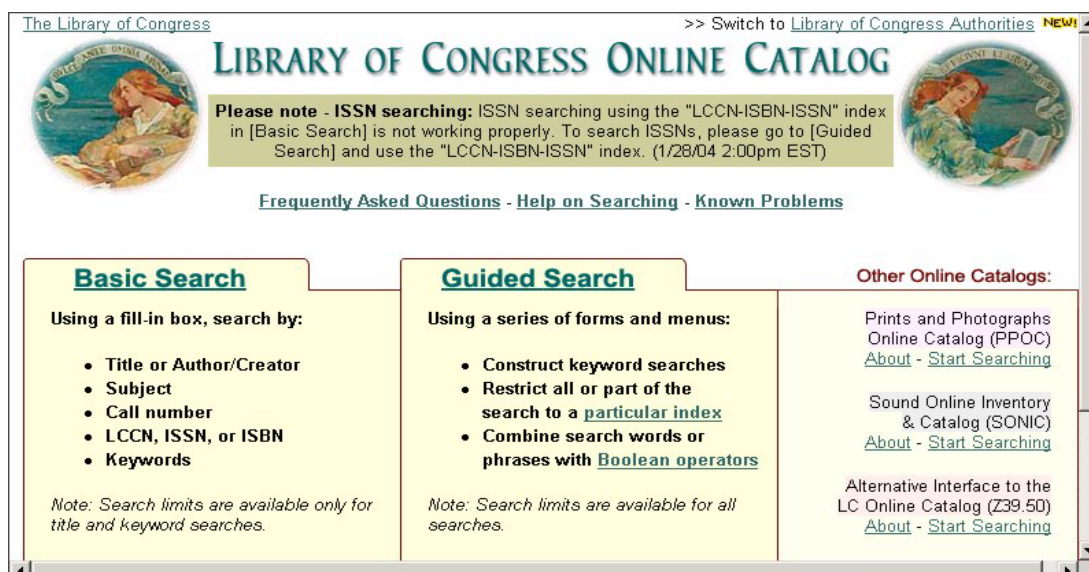 The Library of Congress
>> Switch to Library of Congress Authorities NEW!
LIBRARY OF CONGRESS ONLINE CATALOG
Please note - ISSN searching: ISSN searching using the "LCCN-ISBN-ISSN" index
in [Basic Search] is not working properly. To search ISSNs, please go to [Guided
Search] and use the "LCCN-ISBN-ISSN" index. (1/28/04 2:00pm EST)
Frequently Asked Questions - Help on Searching - Known Problems
Basic Search
Using a fill-in box, search by:
• Title or Author/Creator
• Subject
• Call number
• LCCN, ISSN, or ISBN
• Keywords
Note: Search limits are available only for
title and keyword searches.
Guided Search
Using a series of forms and menus:
• Construct keyword searches
• Restrict all or part of the
search to a particular index
• Combine search words or
phrases with Boolean operators
Note: Search limits are available for all
searches.
Other Online Catalogs:
Prints and Photographs
Online Catalog (PPOC)
About - Start Searching
Sound Online Inventory
& Catalog (SONIC)
About - Start Searching
Alternative Interface to the
LC Online Catalog (Z39.50)
About - Start Searching